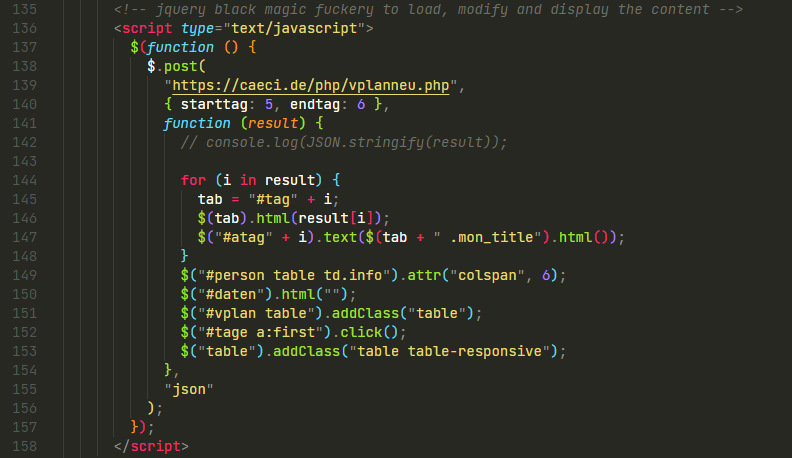 135 <!-- jquery black magic fuckery to load, modify and display the content -->
136 <script type="text/javascript">
137 $(function () {
138 $.post(
139 "https://caeci.de/php/vplanneu.php",
140 { starttag: 5, endtag: 6 },
141 function (result) {
142 // console.log(JSON.stringify(result));
143
144 for (i in result) {
145 tab = "#tag" + i;
146 $(tab).html(result[i]);
147 $("#atag" + i).text($(tab + " .mon_title").html());
148 }
149 $("#person table td.info").attr("colspan", 6);
150 $("#daten").html("");
151 $("#vplan table").addClass("table");
152 $("#tage a:first").click();
153 $("table").addClass("table table-responsive");
154 },
155 "json"
156 );
157 });
158 </script>